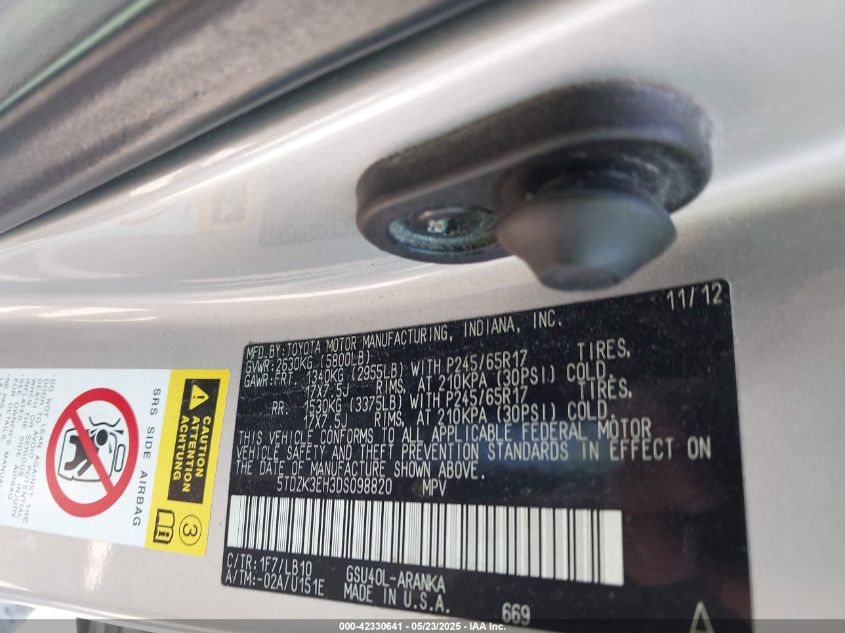 11/12
MFD.BY:TOYOTA MOTOR MANUFACTURING, INDIANA, INC.
GVWR:2630KG (5800LB)
GAWR:FRT. 1340KG (2955LB) WITH P245/65R17 TIRES,
17X7.5J RIMS, AT 210KPA (30PSI) COLD.
RR. 1530KG (3375LB) WITH P245/65R17 TIRES,
17X7.5J RIMS, AT 210KPA (30PSI) COLD.
THIS VEHICLE CONFORMS TO ALL APPLICABLE FEDERAL MOTOR
VEHICLE SAFETY AND THEFT PREVENTION STANDARDS IN EFFECT ON
THE DATE OF MANUFACTURE SHOWN ABOVE.
5TDZK3EH3DS098820 MPV
C/TR:1F7/LB10 GSU40L-ARANKA
A/TM:-02A/U151E MADE IN U.S.A.
669
CAUTION
ATTENTION
ACHTUNG
3
SRS SIDE AIRBAG
000-42330641 - 05/23/2025 - IAA Inc.